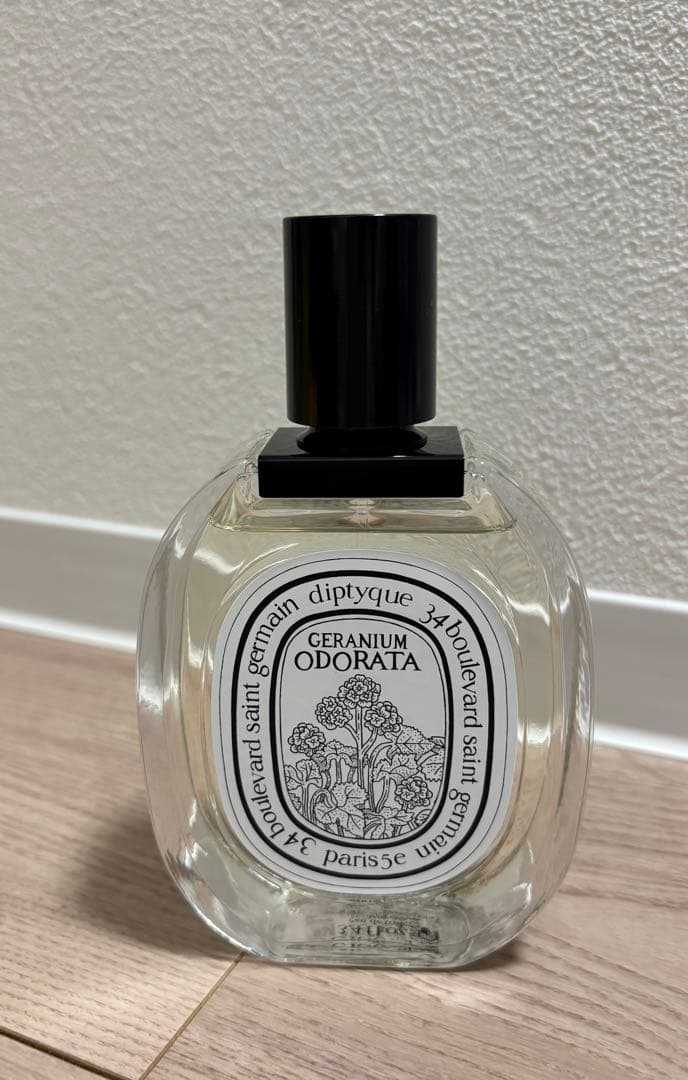 diptyque 34 boulevard saint germain paris 5e 34 boulevard saint germain
GERANIUM
ODORATA